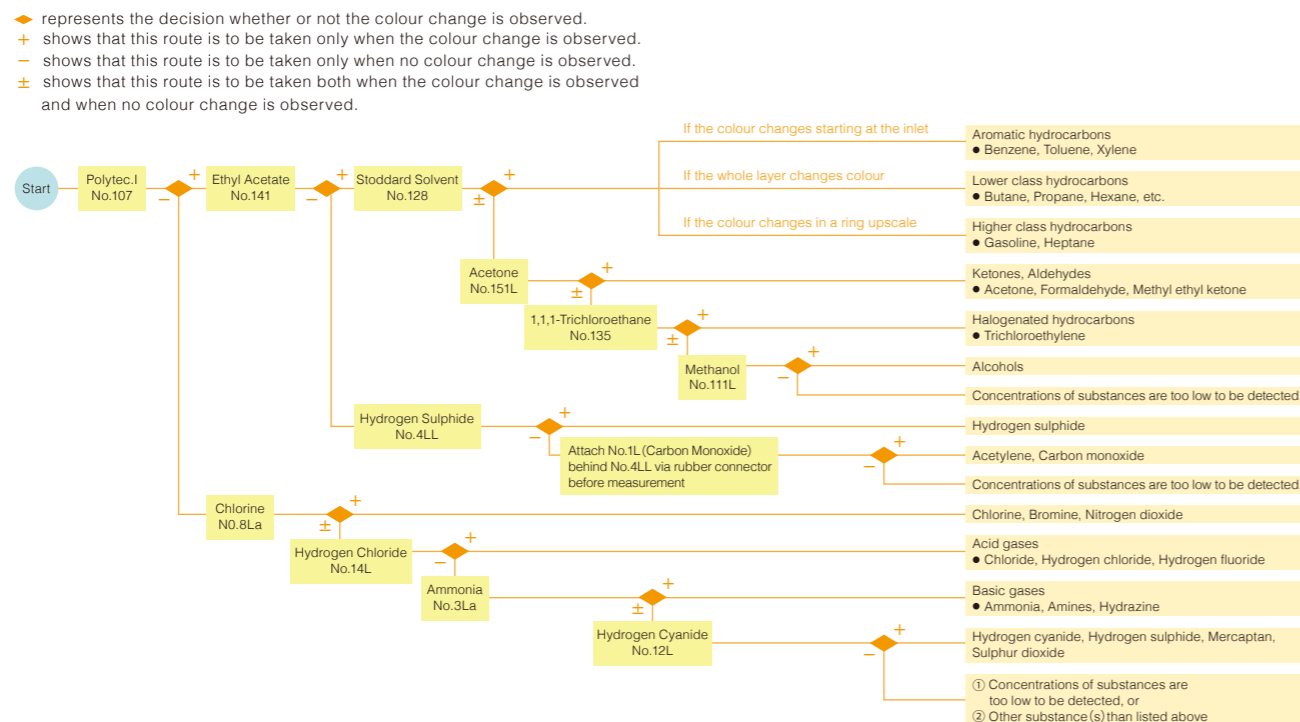 ◆ represents the decision whether or not the colour change is observed.
+ shows that this route is to be taken only when the colour change is observed.
− shows that this route is to be taken only when no colour change is observed.
± shows that this route is to be taken both when the colour change is observed
and when no colour change is observed.
Start
Polytec.I
No.107
+
−
Ethyl Acetate
No.141
+
−
Stoddard Solvent
No.128
+
±
If the colour changes starting at the inlet
Aromatic hydrocarbons
● Benzene, Toluene, Xylene
If the whole layer changes colour
Lower class hydrocarbons
● Butane, Propane, Hexane, etc.
If the colour changes in a ring upscale
Higher class hydrocarbons
● Gasoline, Heptane
Acetone
No.151L
+
±
Ketones, Aldehydes
● Acetone, Formaldehyde, Methyl ethyl ketone
1,1,1-Trichloroethane
No.135
+
±
Halogenated hydrocarbons
● Trichloroethylene
Methanol
No.111L
+
−
Alcohols
Concentrations of substances are too low to be detected
Hydrogen Sulphide
No.4LL
+
−
Hydrogen sulphide
Attach No.1L(Carbon Monoxide)
behind No.4LL via rubber connector
before measurement
+
−
Acetylene, Carbon monoxide
Concentrations of substances are too low to be detected
Chlorine
N0.8La
+
±
Chlorine, Bromine, Nitrogen dioxide
Hydrogen Chloride
No.14L
+
−
Acid gases
● Chloride, Hydrogen chloride, Hydrogen fluoride
Ammonia
No.3La
+
±
Basic gases
● Ammonia, Amines, Hydrazine
Hydrogen Cyanide
No.12L
+
−
Hydrogen cyanide, Hydrogen sulphide, Mercaptan,
Sulphur dioxide
① Concentrations of substances are
too low to be detected, or
② Other substance(s)than listed above